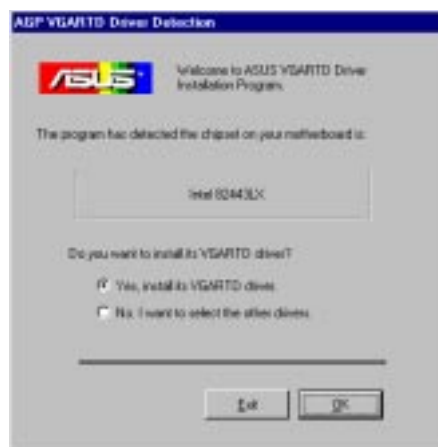 AGP VGARTD Driver Detection
ASUS
Welcome to ASUS VGARTD Driver
Installation Program.
The program has detected the chipset on your motherboard is:
Intel 82443LX
Do you want to install its VGARTD driver?
Yes, install its VGARTD driver.
No. I want to select the other drivers.
Exit
OK